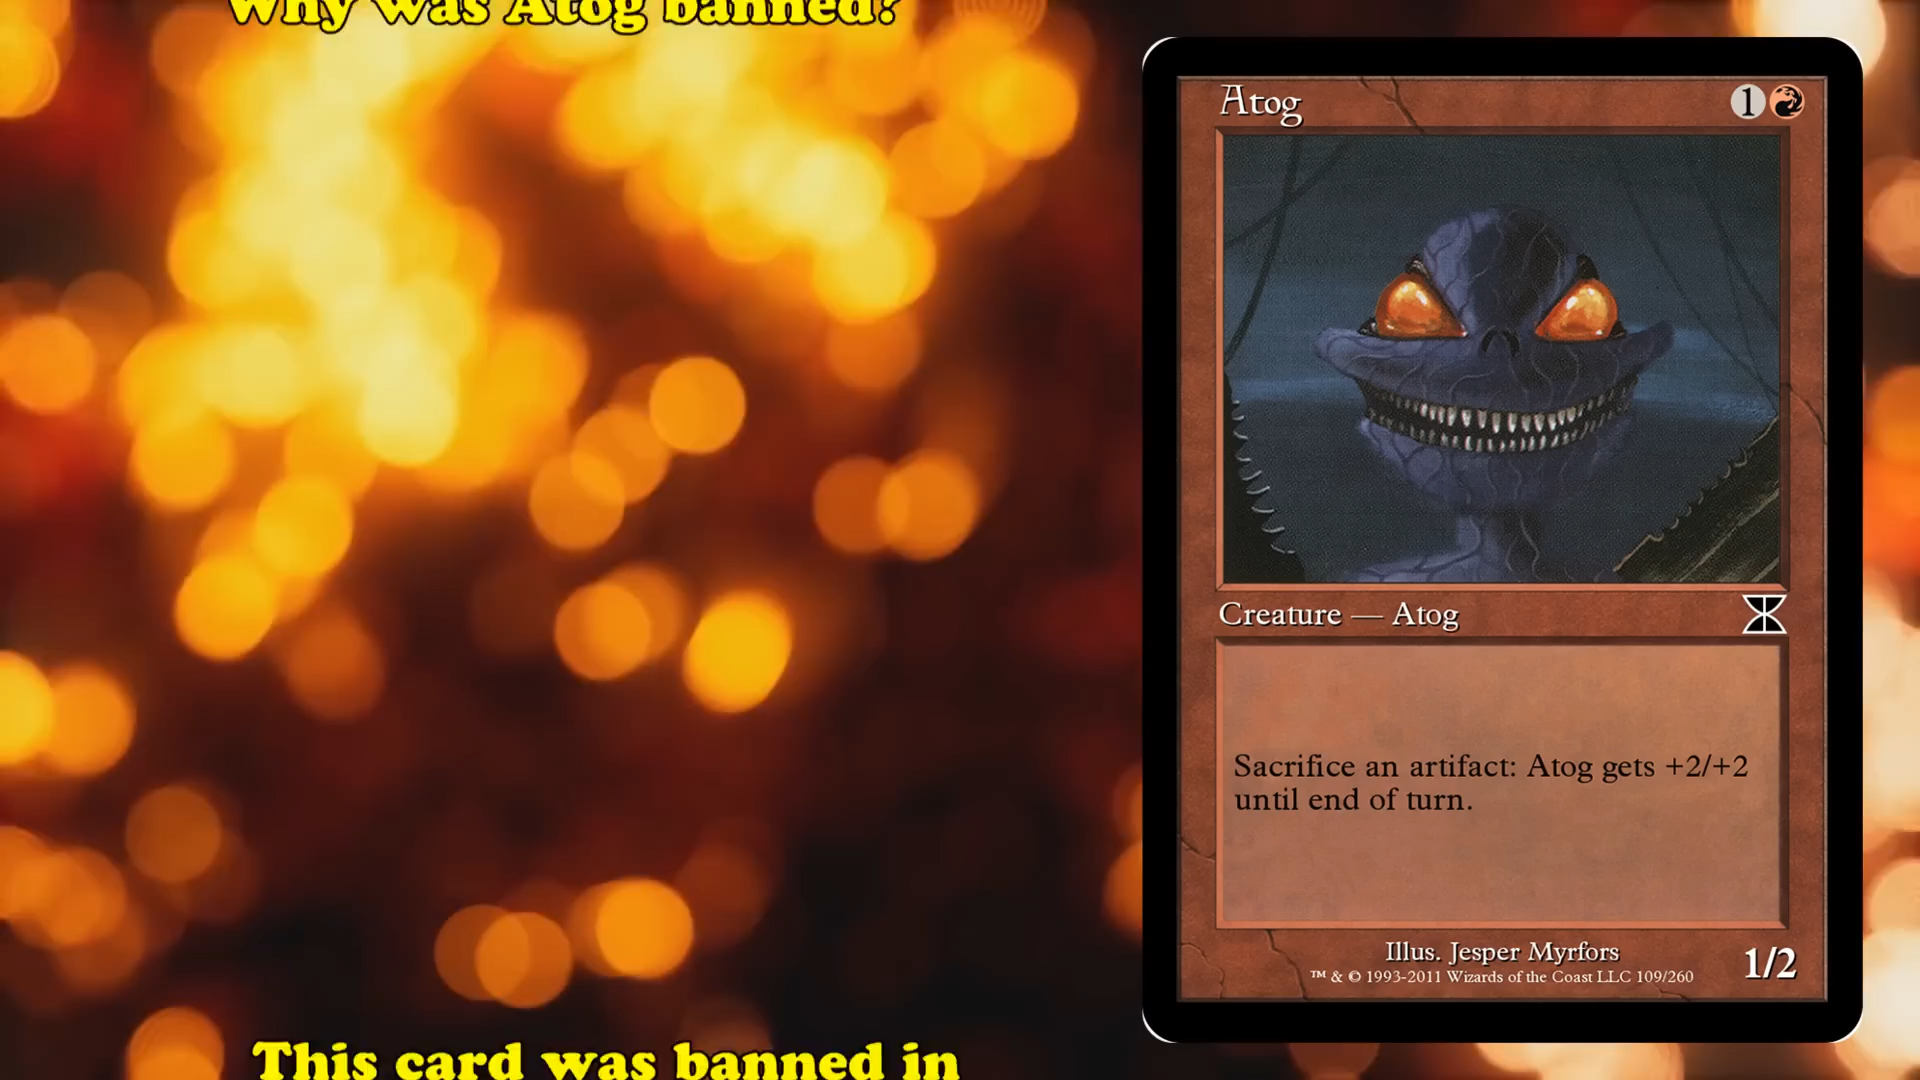 Why Was Atog banned?
Atog
1
Creature — Atog
Sacrifice an artifact: Atog gets +2/+2
until end of turn.
Illus. Jesper Myrfors
™ & © 1993-2011 Wizards of the Coast LLC 109/260
1/2
This card was banned in